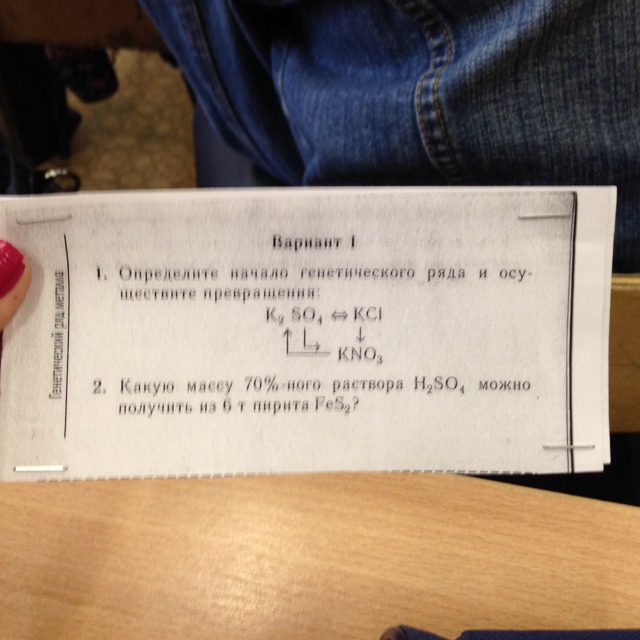 Вариант 1
1. Определите начало генетического ряда и осу-
ществите превращения:
K₂ SO₄ ⇔ KCl
KNO₃
2. Какую массу 70%-ного раствора H₂SO₄ можно
получить из 6 т пирита FeS₂?
Генетический ряд металла